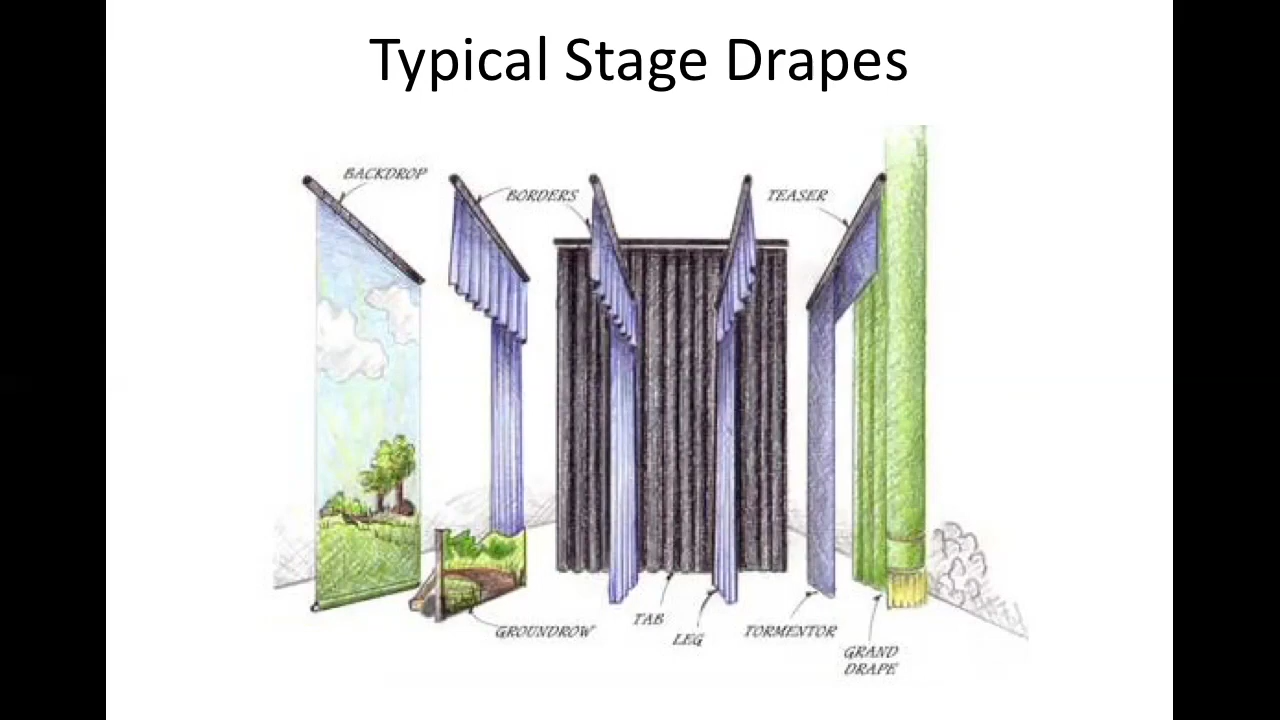 Typical Stage Drapes
BACKDROP
BORDERS
TEASER
GROUNDROW
TAB
LEG
TORMENTOR
GRAND
DRAPE